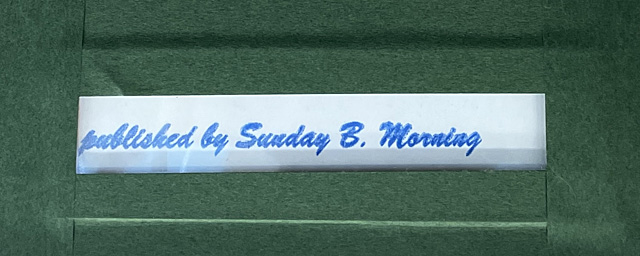 published by Sunday B. Morning